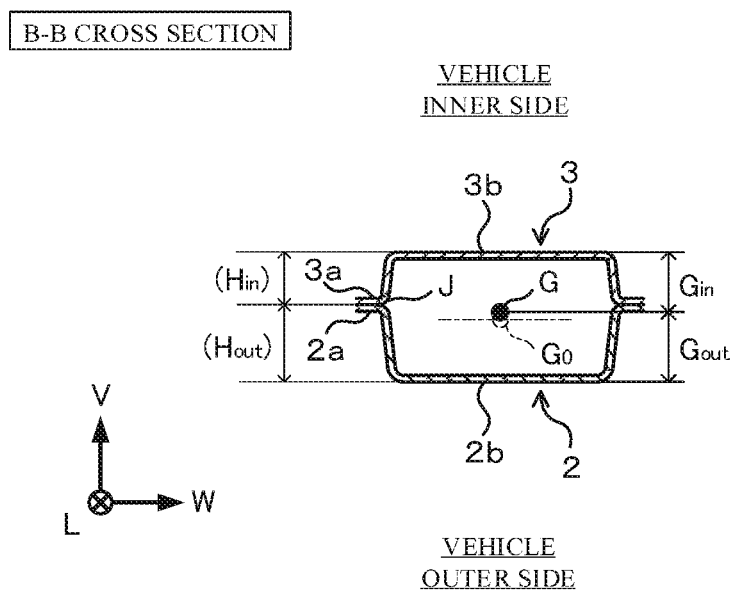 B-B CROSS SECTION
VEHICLE
INNER SIDE
3b
3
(Hin)
3a
J
G
Gin
(Hout)
2a
G0
Gout
V
2b
2
W
L
VEHICLE
OUTER SIDE